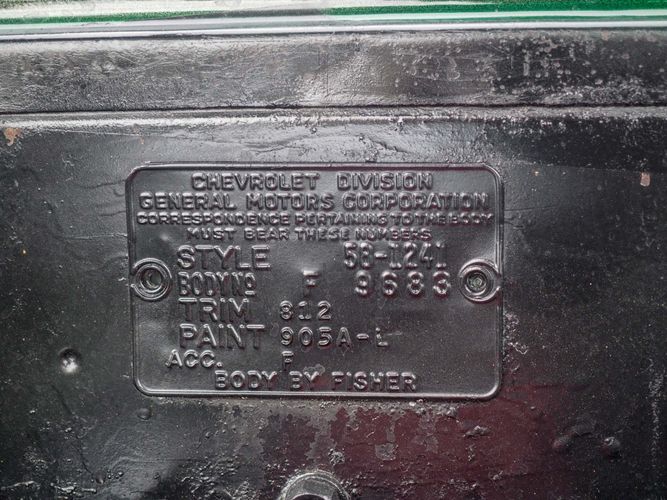 CHEVROLET DIVISION
GENERAL MOTORS CORPORATION
CORRESPONDENCE PERTAINING TO THE BODY
MUST BEAR THESE NUMBERS
STYLE 58-1241
BODY Nº F 9683
TRIM 812
PAINT 905A-L
ACC. F
BODY BY FISHER